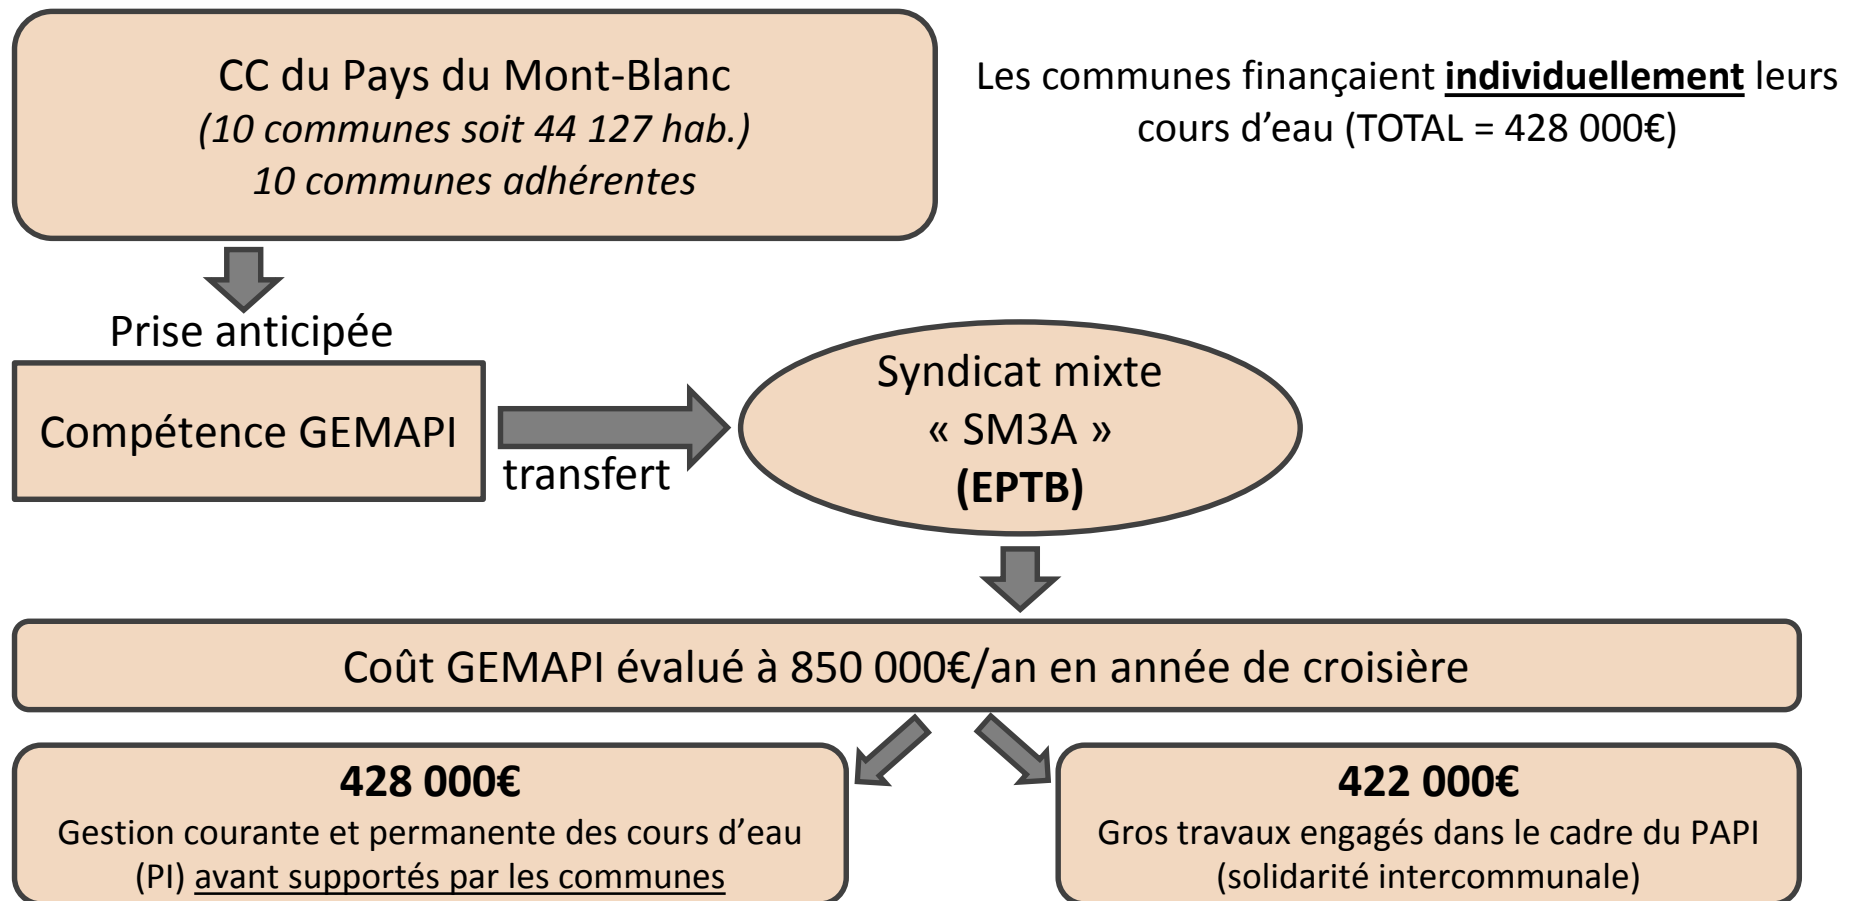 CC du Pays du Mont-Blanc
(10 communes soit 44 127 hab.)
10 communes adhérentes
Les communes finançaient individuellement leurs
cours d’eau (TOTAL = 428 000€)
Prise anticipée
Compétence GEMAPI
transfert
Syndicat mixte
« SM3A »
(EPTB)
Coût GEMAPI évalué à 850 000€/an en année de croisière
428 000€
Gestion courante et permanente des cours d’eau
(PI) avant supportés par les communes
422 000€
Gros travaux engagés dans le cadre du PAPI
(solidarité intercommunale)